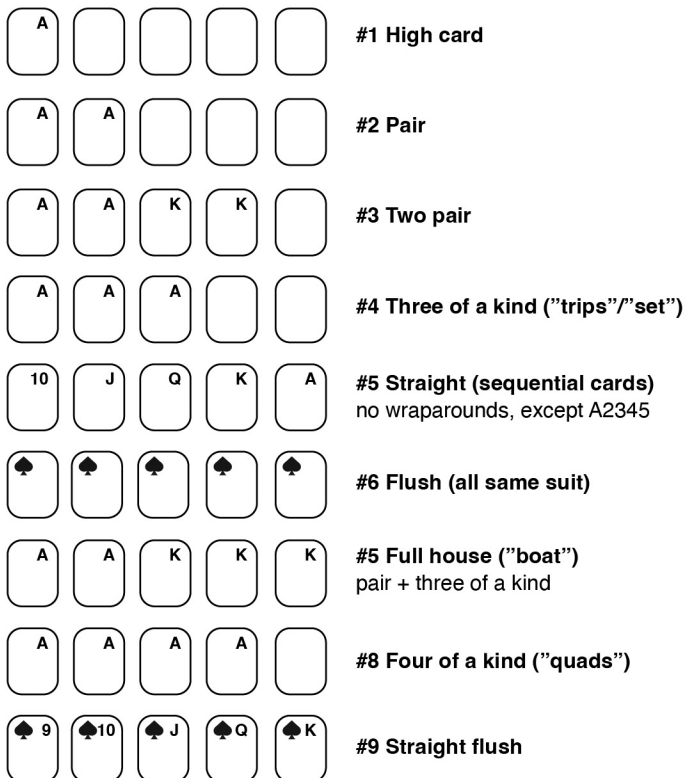 A #1 High card
A A #2 Pair
A A K K #3 Two pair
A A A #4 Three of a kind (”trips”/”set”)
10 J Q K A #5 Straight (sequential cards)
no wraparounds, except A2345
#6 Flush (all same suit)
A A K K K #5 Full house (”boat”)
pair + three of a kind
A A A A #8 Four of a kind (”quads”)
9 10 J Q K #9 Straight flush